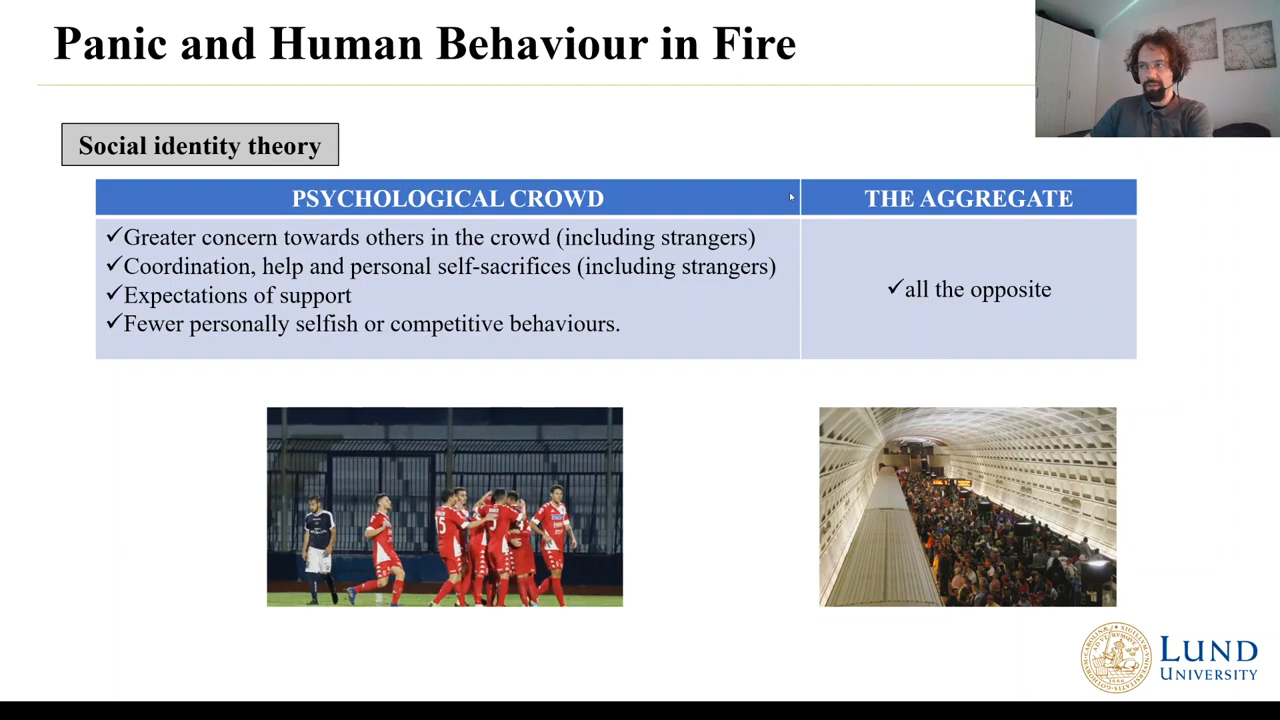 Panic and Human Behaviour in Fire
Social identity theory
PSYCHOLOGICAL CROWD
THE AGGREGATE
✓Greater concern towards others in the crowd (including strangers)
✓Coordination, help and personal self-sacrifices (including strangers)
✓Expectations of support
✓Fewer personally selfish or competitive behaviours.
✓all the opposite
15
LUND
UNIVERSITY